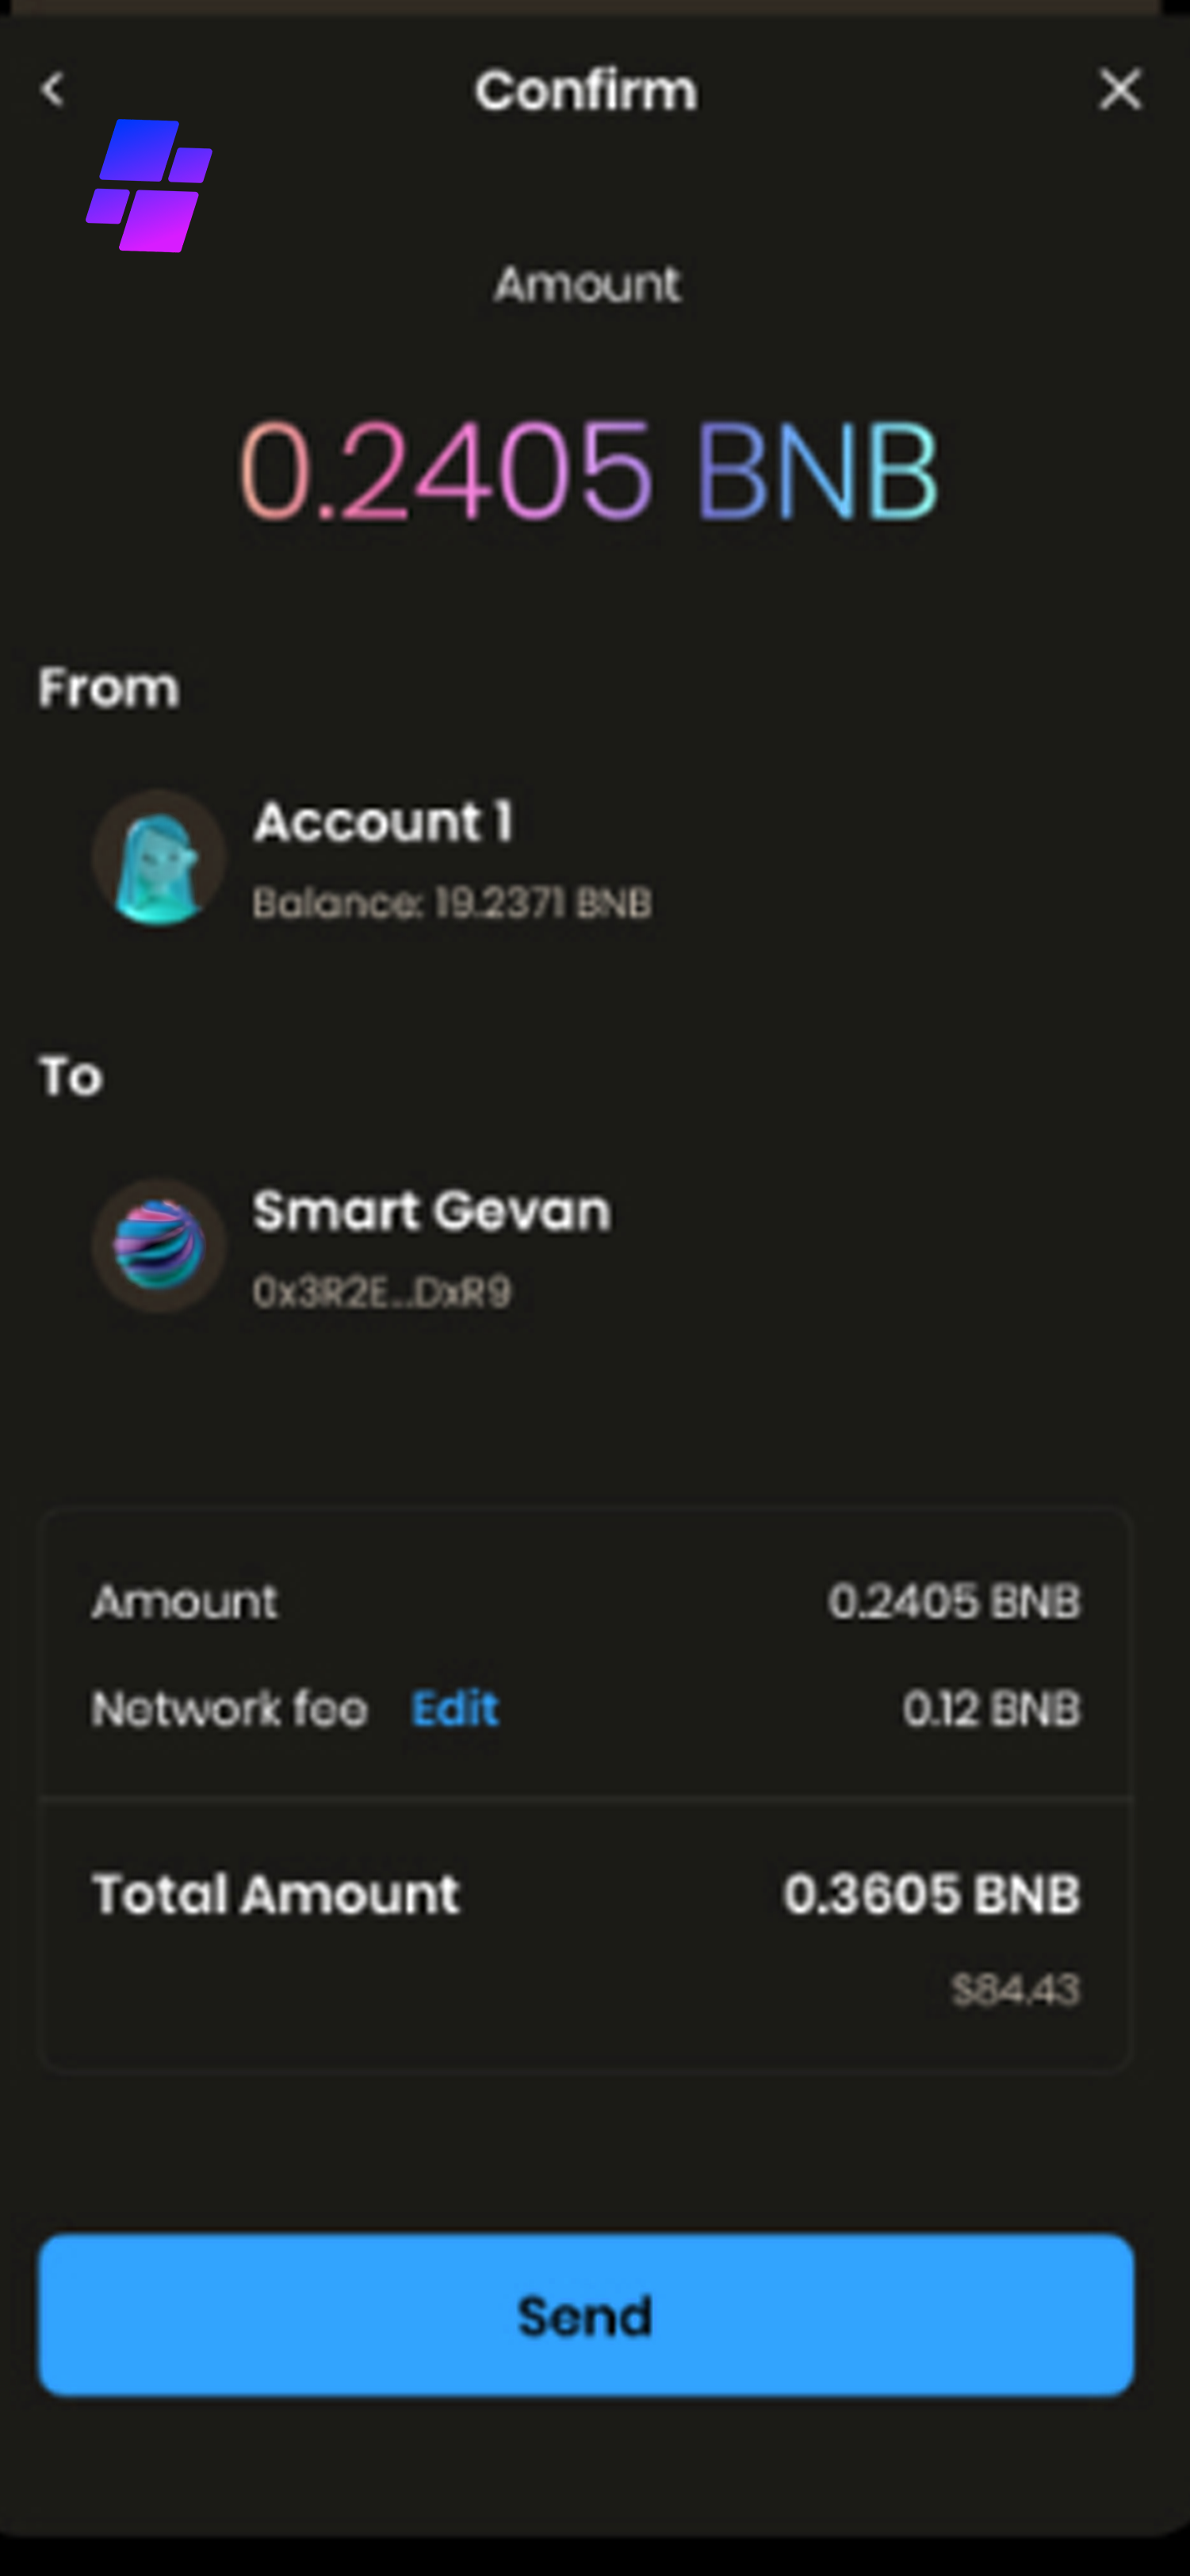 Confirm
Amount
0.2405 BNB
From
Account 1
Balance: 19.2371 BNB
To
Smart Gevan
0x3R2E...DxR9
Amount 0.2405 BNB
Network fee Edit 0.12 BNB
Total Amount 0.3605 BNB
$84.43
Send